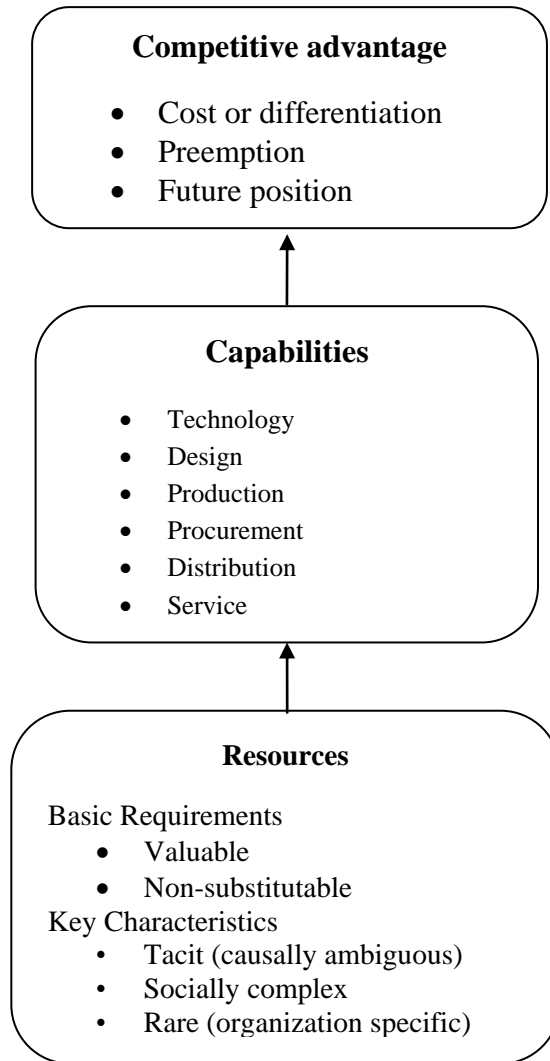 Competitive advantage
• Cost or differentiation
• Preemption
• Future position
Capabilities
• Technology
• Design
• Production
• Procurement
• Distribution
• Service
Resources
Basic Requirements
• Valuable
• Non-substitutable
Key Characteristics
• Tacit (causally ambiguous)
• Socially complex
• Rare (organization specific)